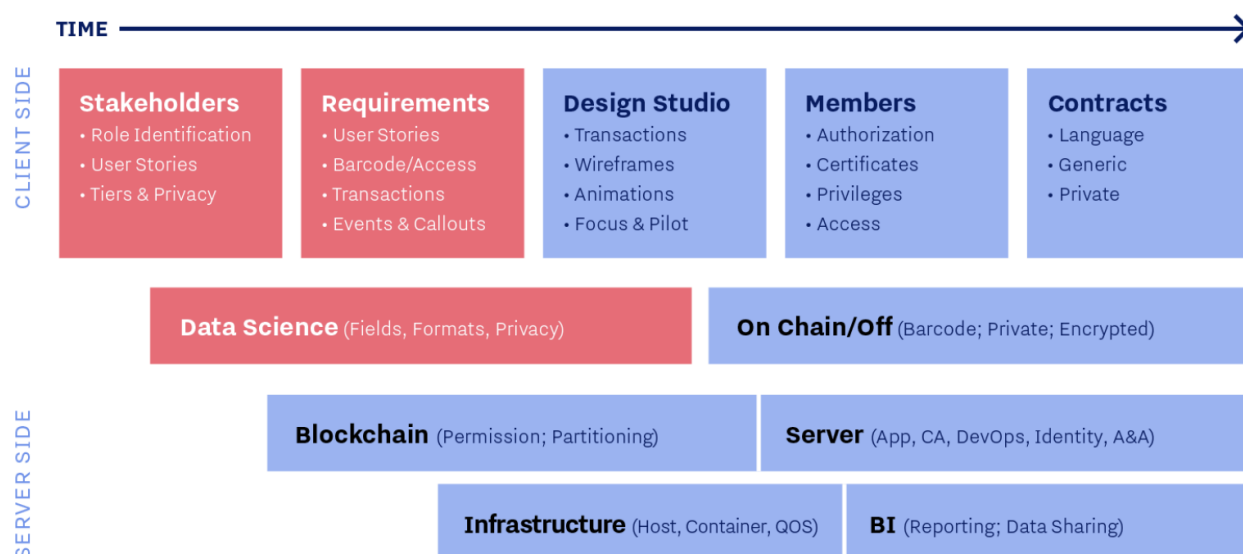 TIME
CLIENT SIDE
Stakeholders
• Role Identification
• User Stories
• Tiers & Privacy
Requirements
• User Stories
• Barcode/Access
• Transactions
• Events & Callouts
Design Studio
• Transactions
• Wireframes
• Animations
• Focus & Pilot
Members
• Authorization
• Certificates
• Privileges
• Access
Contracts
• Language
• Generic
• Private
Data Science (Fields, Formats, Privacy)
On Chain/Off (Barcode; Private; Encrypted)
SERVER SIDE
Blockchain (Permission; Partitioning)
Server (App, CA, DevOps, Identity, A&A)
Infrastructure (Host, Container, QOS)
BI (Reporting; Data Sharing)